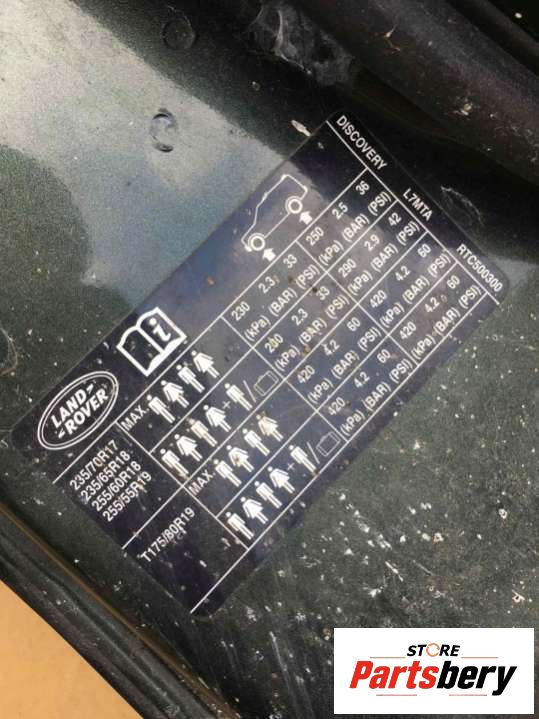 DISCOVERY L7MTA RTC500300
LAND
ROVER
i
235/70R17
235/65R18
255/60R18
255/55R19
MAX.
230 2.3 33 250 2.5 36
(kPa) (BAR) (PSI) (kPa) (BAR) (PSI)
+ /
230 2.3 33 290 2.9 42
(kPa) (BAR) (PSI) (kPa) (BAR) (PSI)
T175/80R19
MAX.
420 4.2 60 420 4.2 60
(kPa) (BAR) (PSI) (kPa) (BAR) (PSI)
+ /
420 4.2 60 420 4.2 60
(kPa) (BAR) (PSI) (kPa) (BAR) (PSI)
STORE
Partsbery